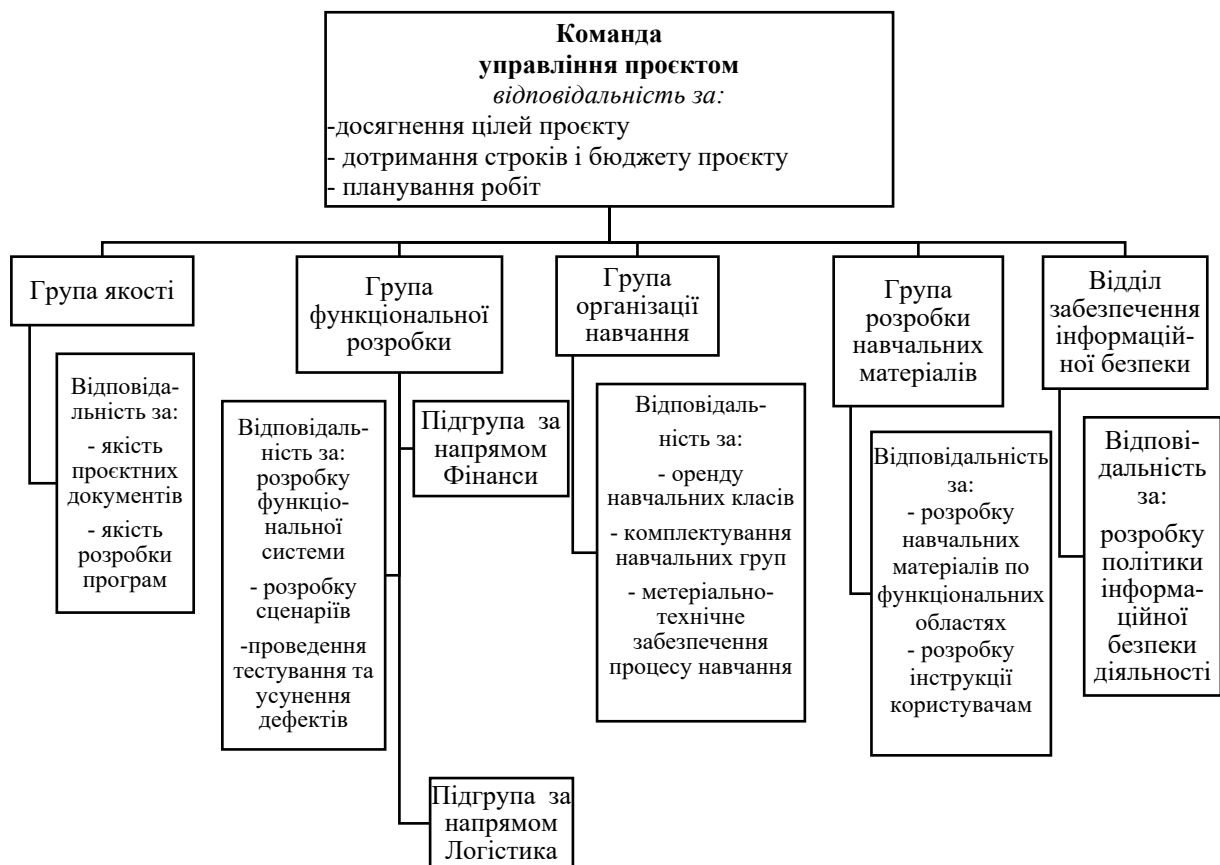 Команда
управління проєктом
відповідальність за:
-досягнення цілей проєкту
- дотримання строків і бюджету проєкту
- планування робіт
Група якості
Відповіда-
льність за:
- якість
проєктних
документів
- якість
розробки
програм
Група
функціональної
розробки
Відповідаль-
ність за:
розробку
функціо-
нальної
системи
- розробку
сценаріїв
-проведення
тестування та
усунення
дефектів
Підгрупа за
напрямом
Фінанси
Підгрупа за
напрямом
Логістика
Група
організації
навчання
Відповідаль-
ність за:
- оренду
навчальних класів
- комплектування
навчальних груп
- метеріально-
технічне
забезпечення
процесу навчання
Група
розробки
навчальних
матеріалів
Відповідальність
за:
- розробку
навчальних
матеріалів по
функціональних
областях
- розробку
інструкції
користувачам
Відділ
забезпечення
інформацій-
ної безпеки
Відпові-
дальність
за:
розробку
політики
інформа-
ційної
безпеки
діяльності